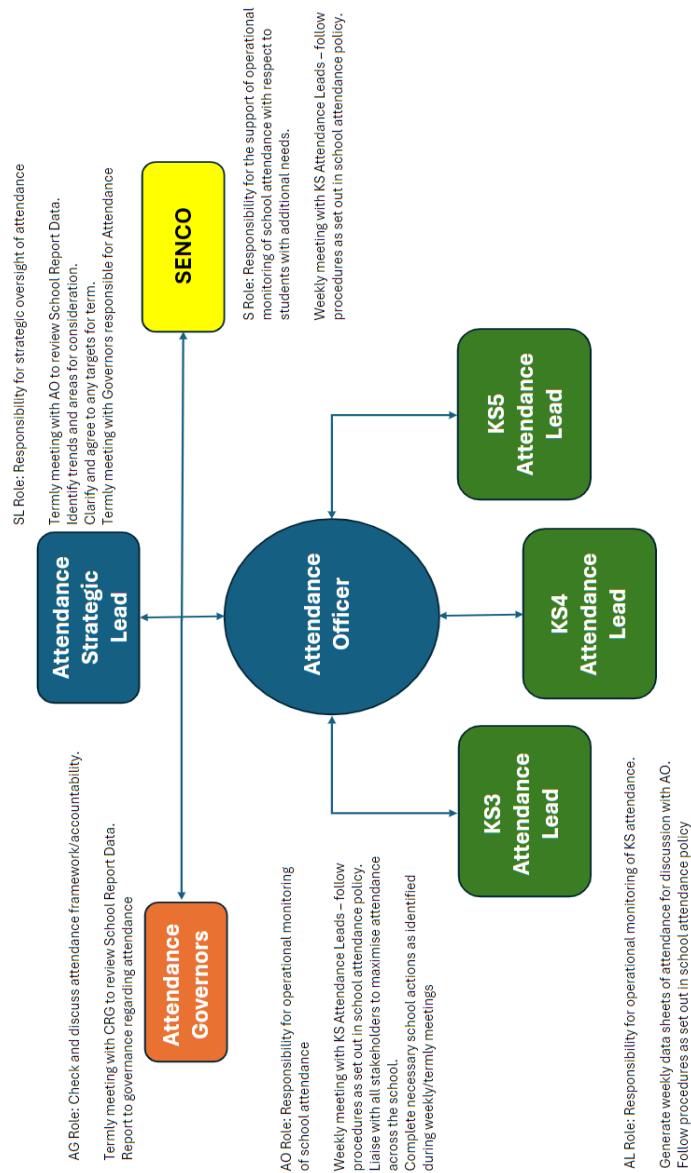 SL Role: Responsibility for strategic oversight of attendance
Termly meeting with AO to review School Report Data.
Identify trends and areas for consideration.
Clarify and agree to any targets for term.
Termly meeting with Governors responsible for Attendance
Attendance
Strategic
Lead
AG Role: Check and discuss attendance framework/accountability.
Termly meeting with CRG to review School Report Data.
Report to governance regarding attendance
Attendance
Governors
SENCO
S Role: Responsibility for the support of operational
monitoring of school attendance with respect to
students with additional needs.
Weekly meeting with KS Attendance Leads – follow
procedures as set out in school attendance policy.
AO Role: Responsibility for operational monitoring
of school attendance
Weekly meeting with KS Attendance Leads – follow
procedures as set out in school attendance policy.
Liaise with all stakeholders to maximise attendance
across the school.
Complete necessary school actions as identified
during weekly/termly meetings
Attendance
Officer
KS3
Attendance
Lead
KS4
Attendance
Lead
KS5
Attendance
Lead
AL Role: Responsibility for operational monitoring of KS attendance.
Generate weekly data sheets of attendance for discussion with AO.
Follow procedures as set out in school attendance policy